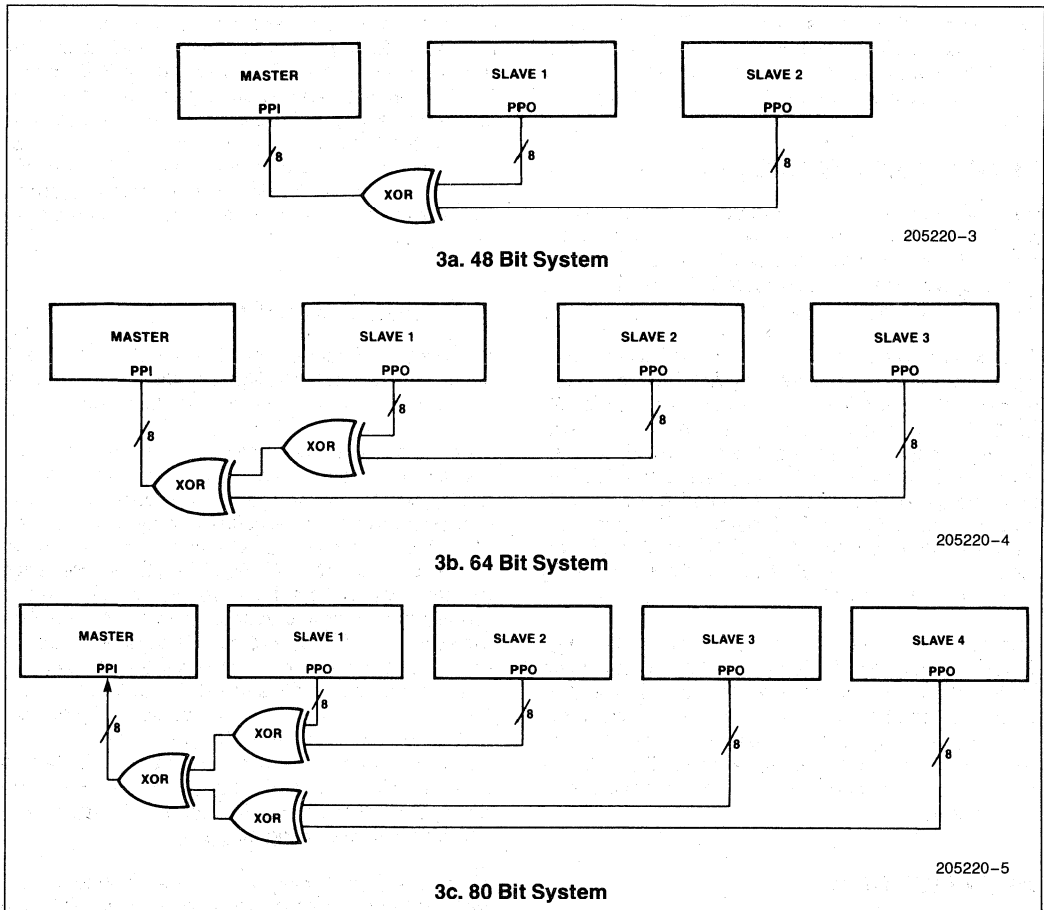 MASTER SLAVE 1 SLAVE 2
PPI PPO PPO
8 8 8
XOR
205220-3
3a. 48 Bit System
MASTER SLAVE 1 SLAVE 2 SLAVE 3
PPI PPO PPO PPO
8 8 8 8
XOR
XOR
205220-4
3b. 64 Bit System
MASTER SLAVE 1 SLAVE 2 SLAVE 3 SLAVE 4
PPI PPO PPO PPO PPO
8 8 8 8 8
XOR
XOR
XOR
205220-5
3c. 80 Bit System